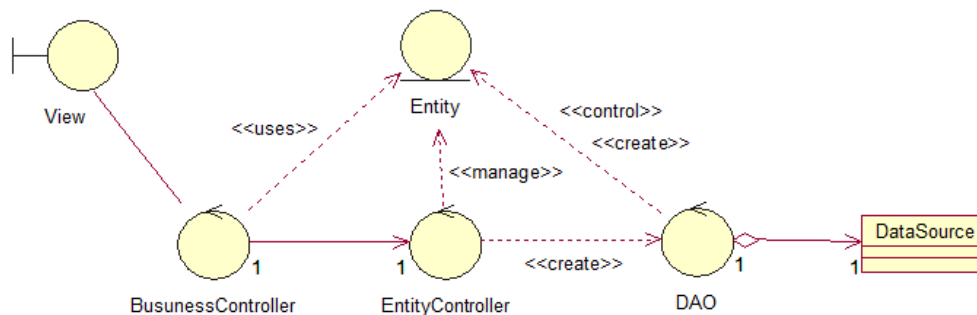 View
Entity
<<uses>>
<<control>>
<<create>>
<<manage>>
DataSource
1
1
<<create>>
1
1
BusunessController
EntityController
DAO